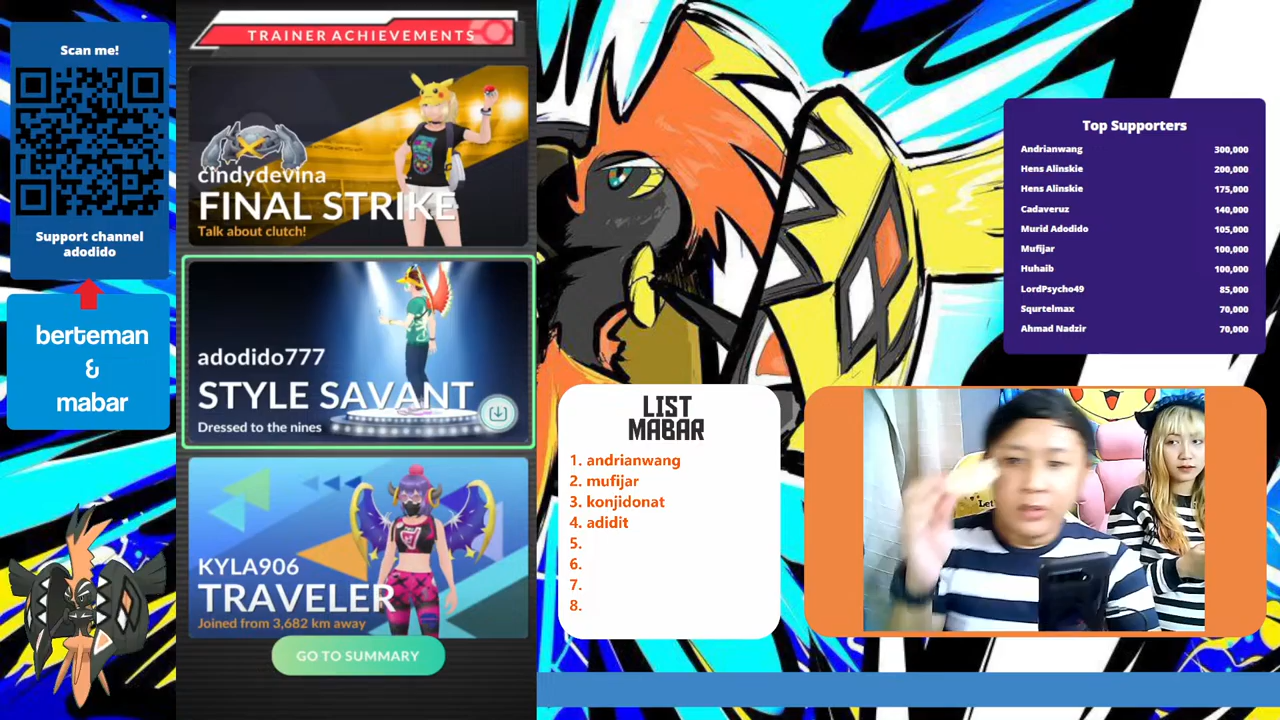 Scan me!
Support channel
adodido
berteman
&
mabar
TRAINER ACHIEVEMENTS
cindydevina
FINAL STRIKE
Talk about clutch!
adodido777
STYLE SAVANT
Dressed to the nines
KYLA906
TRAVELER
Joined from 3,682 km away
GO TO SUMMARY
Top Supporters
Andrianwang 300,000
Hens Alinskie 200,000
Hens Alinskie 175,000
Cadaveruz 140,000
Murid Adodido 105,000
Mufijar 100,000
Huhaib 100,000
LordPsycho49 85,000
Squrtelmax 70,000
Ahmad Nadzir 70,000
LIST
MABAR
1. andrianwang
2. mufijar
3. konjidonat
4. adidit
5.
6.
7.
8.